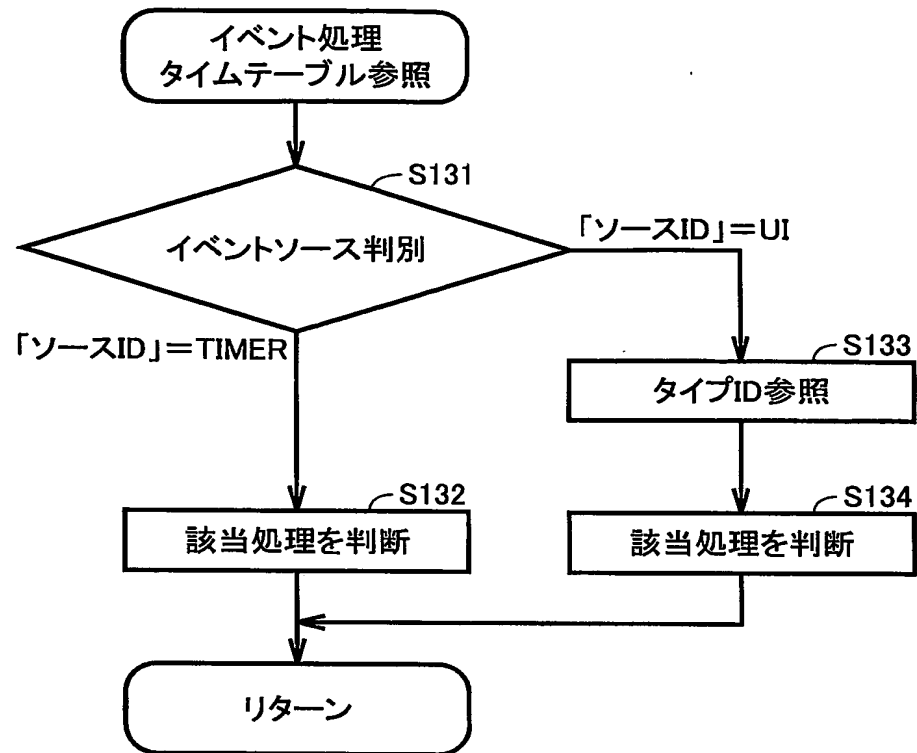 イベント処理
タイムテーブル参照
S131
イベントソース判別
「ソースID」＝UI
「ソースID」＝TIMER
S133
タイプID参照
S132
該当処理を判断
S134
該当処理を判断
リターン